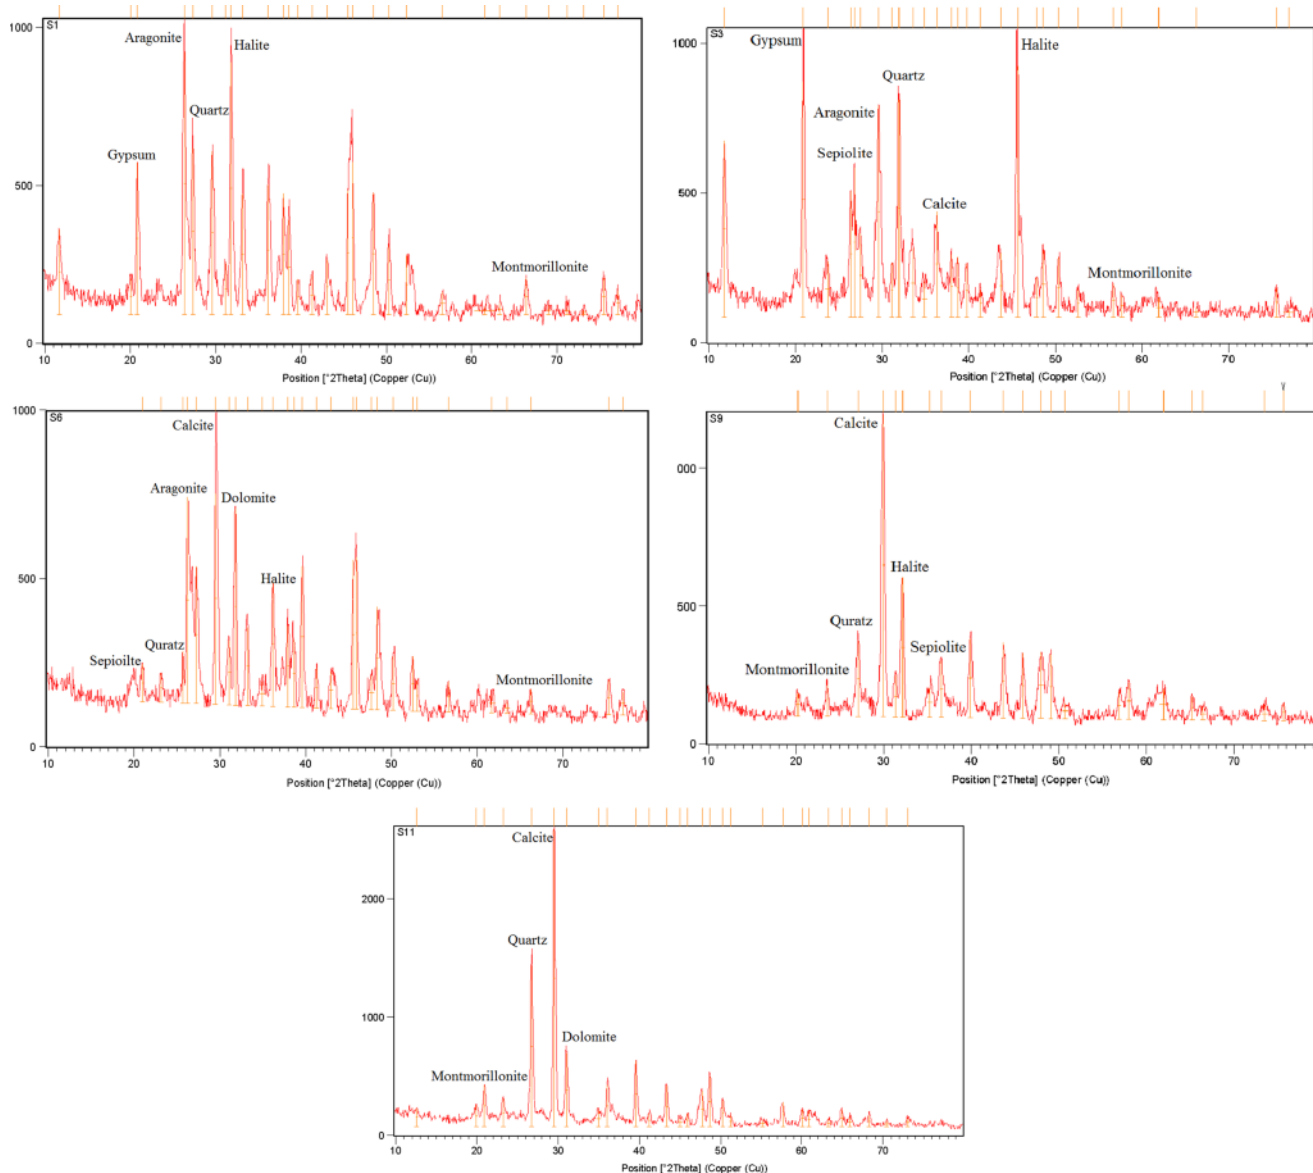 S1
1000
Aragonite
Halite
Quartz
500
Gypsum
Montmorillonite
0
10 20 30 40 50 60 70
Position [°2Theta] (Copper (Cu))
S3
1000
Gypsum
Halite
Quartz
Aragonite
Sepiolite
500
Calcite
Montmorillonite
0
10 20 30 40 50 60 70
Position [°2Theta] (Copper (Cu))
S6
1000
Calcite
Aragonite
Dolomite
500
Halite
Quratz
Sepioilte
Montmorillonite
0
10 20 30 40 50 60 70
Position [°2Theta] (Copper (Cu))
S9
Calcite
000
Halite
500
Quratz
Sepiolite
Montmorillonite
0
10 20 30 40 50 60 70
Position [°2Theta] (Copper (Cu))
S11
Calcite
2000
Quartz
1000
Dolomite
Montmorillonite
0
10 20 30 40 50 60 70
Position [°2Theta] (Copper (Cu))